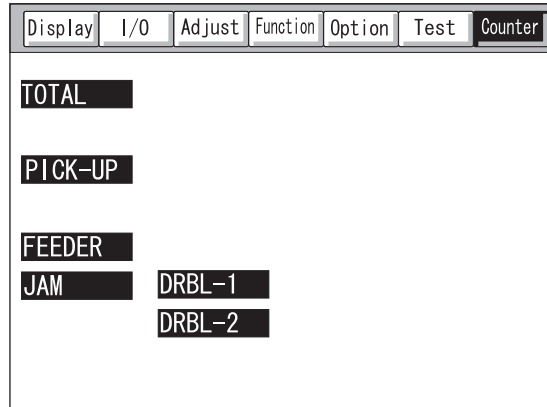 Display I/O Adjust Function Option Test Counter
TOTAL
PICK-UP
FEEDER
JAM DRBL-1
DRBL-2